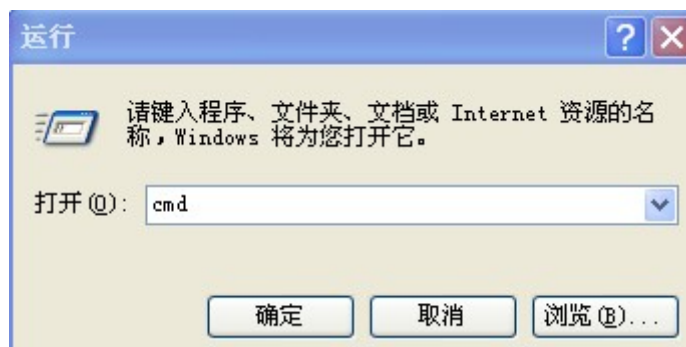 运行
请键入程序、文件夹、文档或 Internet 资源的名
称，Windows 将为您打开它。
打开(O):
cmd
确定
取消
浏览(B)...